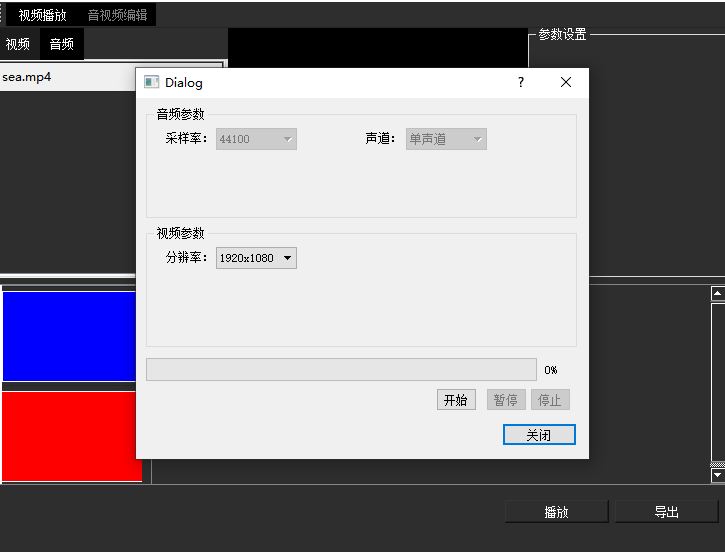 视频播放 音视频编辑
视频 音频
参数设置
sea.mp4
Dialog
音频参数
采样率: 44100 声道: 单声道
视频参数
分辨率: 1920x1080
0%
开始 暂停 停止
关闭
播放 导出